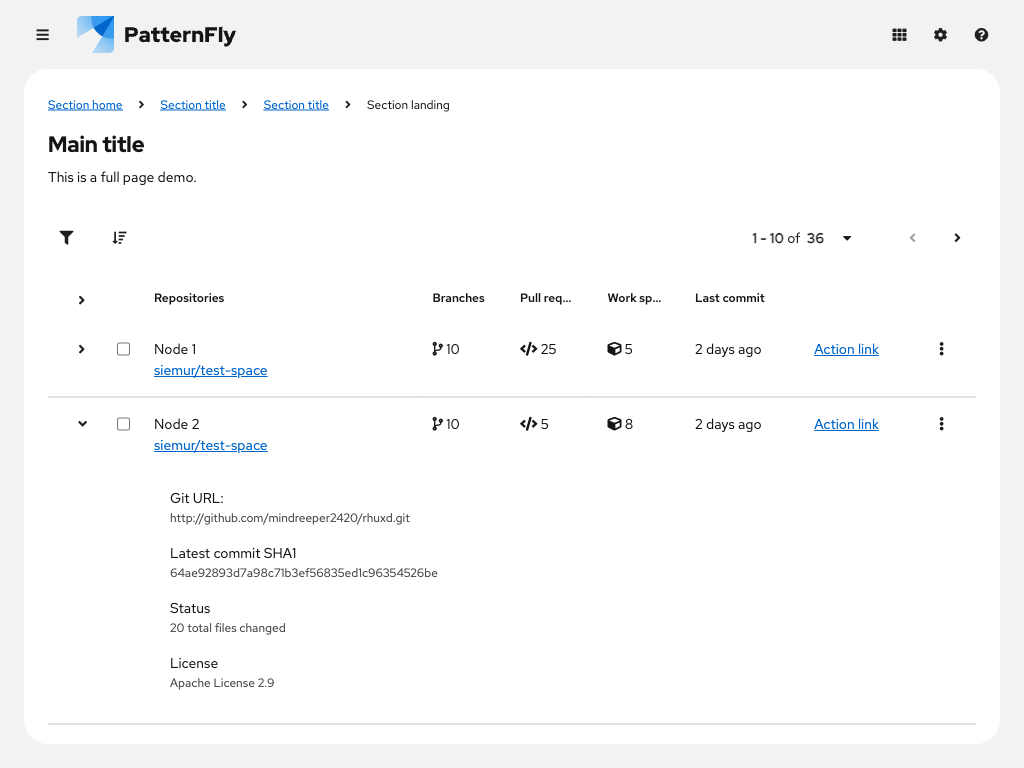 PatternFly
Section home Section title Section title Section landing
Main title
This is a full page demo.
1 - 10 of 36
Repositories Branches Pull req... Work sp... Last commit
Node 1 10 25 5 2 days ago Action link
siemur/test-space
Node 2 10 5 8 2 days ago Action link
siemur/test-space
Git URL:
http://github.com/mindreeper2420/rhuxd.git
Latest commit SHA1
64ae92893d7a98c71b3ef56835ed1c96354526be
Status
20 total files changed
License
Apache License 2.9